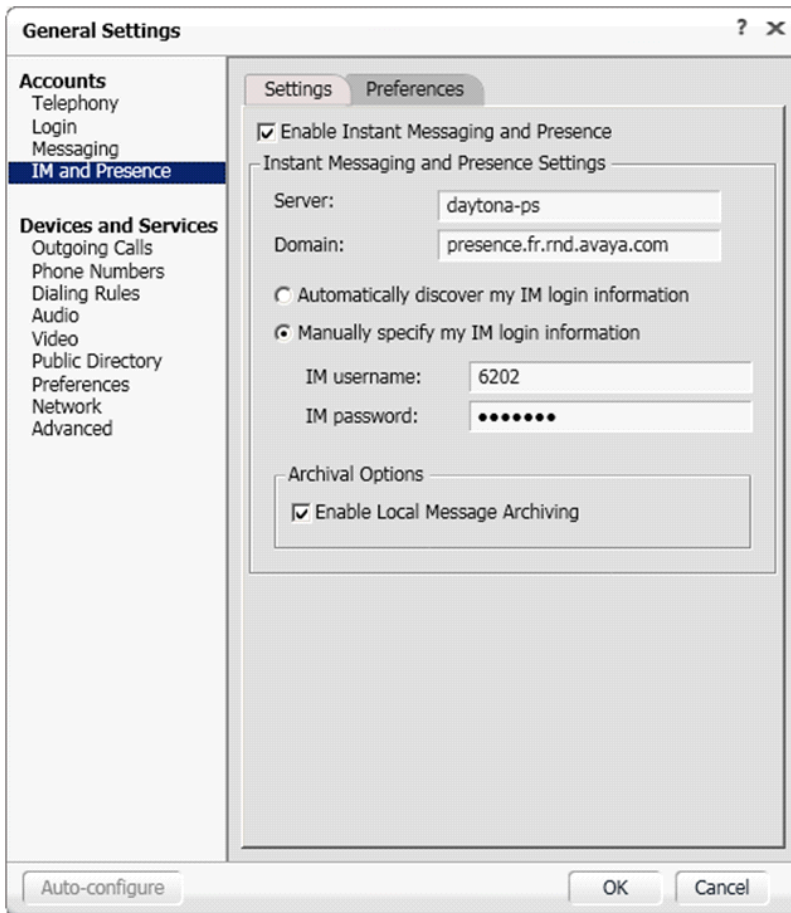 General Settings
?
Accounts
Telephony
Login
Messaging
IM and Presence
Devices and Services
Outgoing Calls
Phone Numbers
Dialing Rules
Audio
Video
Public Directory
Preferences
Network
Advanced
Settings
Preferences
Enable Instant Messaging and Presence
Instant Messaging and Presence Settings
Server:
daytona-ps
Domain:
presence.fr.rnd.avaya.com
Automatically discover my IM login information
Manually specify my IM login information
IM username:
6202
IM password:
•••••••
Archival Options
Enable Local Message Archiving
Auto-configure
OK
Cancel